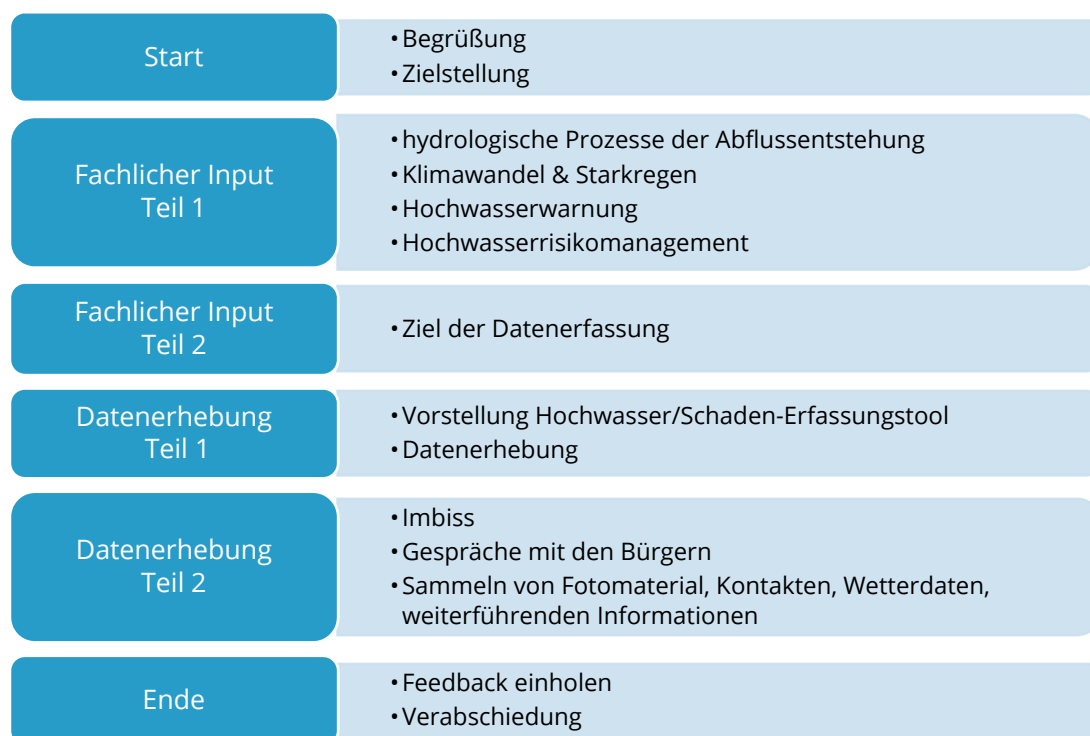 Start
• Begrüßung
• Zielstellung
Fachlicher Input
Teil 1
• hydrologische Prozesse der Abflussentstehung
• Klimawandel & Starkregen
• Hochwasserwarnung
• Hochwasserrisikomanagement
Fachlicher Input
Teil 2
• Ziel der Datenerfassung
Datenerhebung
Teil 1
• Vorstellung Hochwasser/Schaden-Erfassungstool
• Datenerhebung
Datenerhebung
Teil 2
• Imbiss
• Gespräche mit den Bürgern
• Sammeln von Fotomaterial, Kontakten, Wetterdaten,
weiterführenden Informationen
Ende
• Feedback einholen
• Verabschiedung